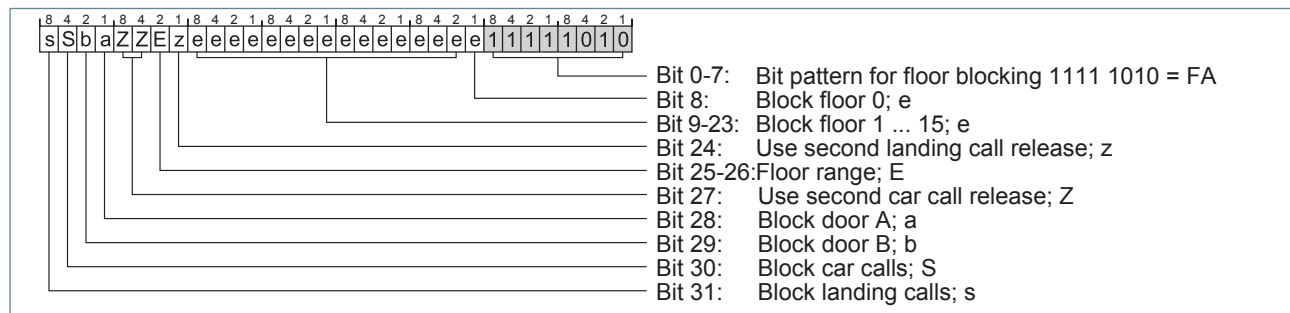 8 4 2 1 8 4 2 1 8 4 2 1 8 4 2 1 8 4 2 1 8 4 2 1 8 4 2 1 8 4 2 1
s S b a Z Z E z e e e e e e e e e e e e e e e e 1 1 1 1 1 0 1 0
Bit 0-7: Bit pattern for floor blocking 1111 1010 = FA
Bit 8: Block floor 0; e
Bit 9-23: Block floor 1 ... 15; e
Bit 24: Use second landing call release; z
Bit 25-26: Floor range; E
Bit 27: Use second car call release; Z
Bit 28: Block door A; a
Bit 29: Block door B; b
Bit 30: Block car calls; S
Bit 31: Block landing calls; s